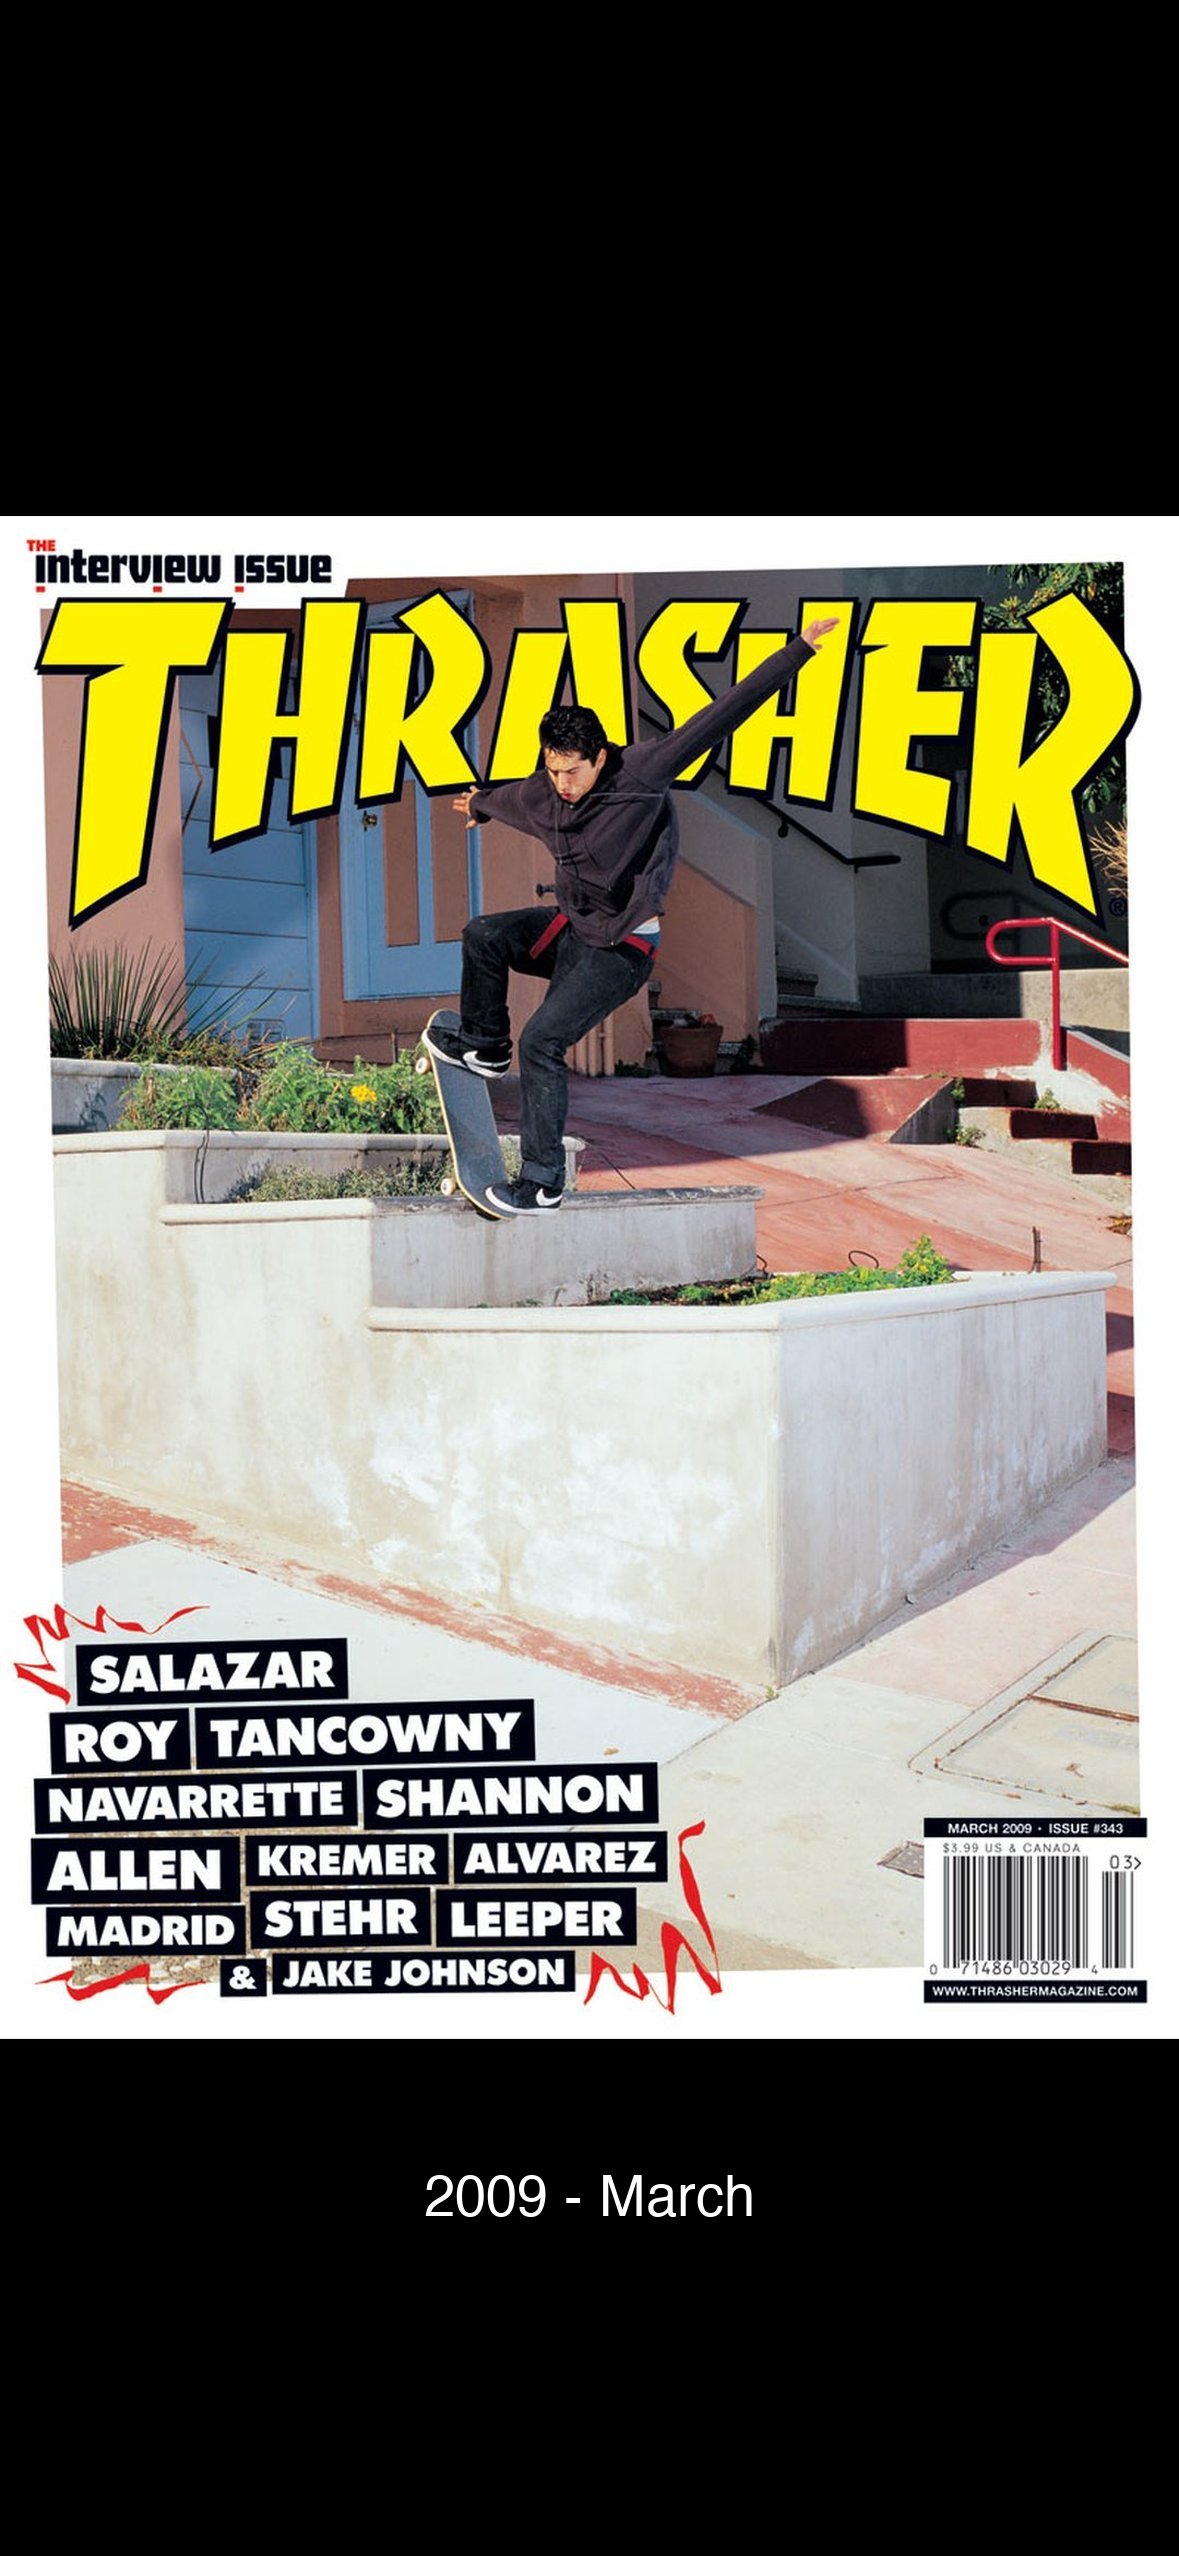 THE
interview issue
THRASHER®
SALAZAR
ROY TANCOWNY
NAVARRETTE SHANNON
ALLEN KREMER ALVAREZ
MADRID STEHR LEEPER
& JAKE JOHNSON
MARCH 2009 • ISSUE #343
$3.99 US & CANADA
03>
0 71486 03029 4
WWW.THRASHERMAGAZINE.COM
2009 - March